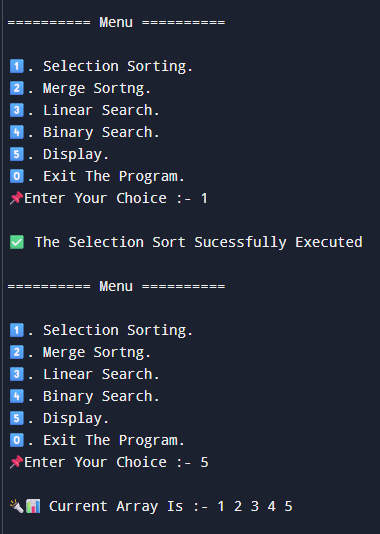 ========== Menu ==========
1️⃣. Selection Sorting.
2️⃣. Merge Sortng.
3️⃣. Linear Search.
4️⃣. Binary Search.
5️⃣. Display.
0️⃣. Exit The Program.
📌Enter Your Choice :- 1
✅ The Selection Sort Sucessfully Executed
========== Menu ==========
1️⃣. Selection Sorting.
2️⃣. Merge Sortng.
3️⃣. Linear Search.
4️⃣. Binary Search.
5️⃣. Display.
0️⃣. Exit The Program.
📌Enter Your Choice :- 5
🔦📊 Current Array Is :- 1 2 3 4 5